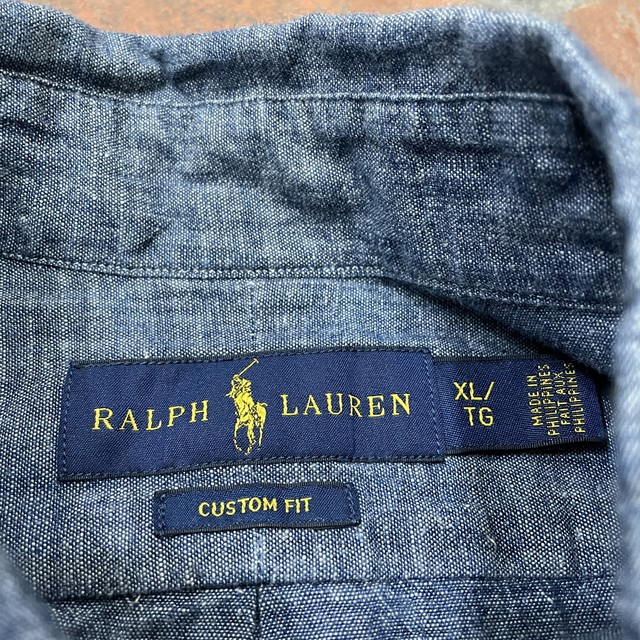 RALPH LAUREN
XL/
TG
MADE IN
PHILIPPINES
FAIT AUX
PHILIPPINES
CUSTOM FIT